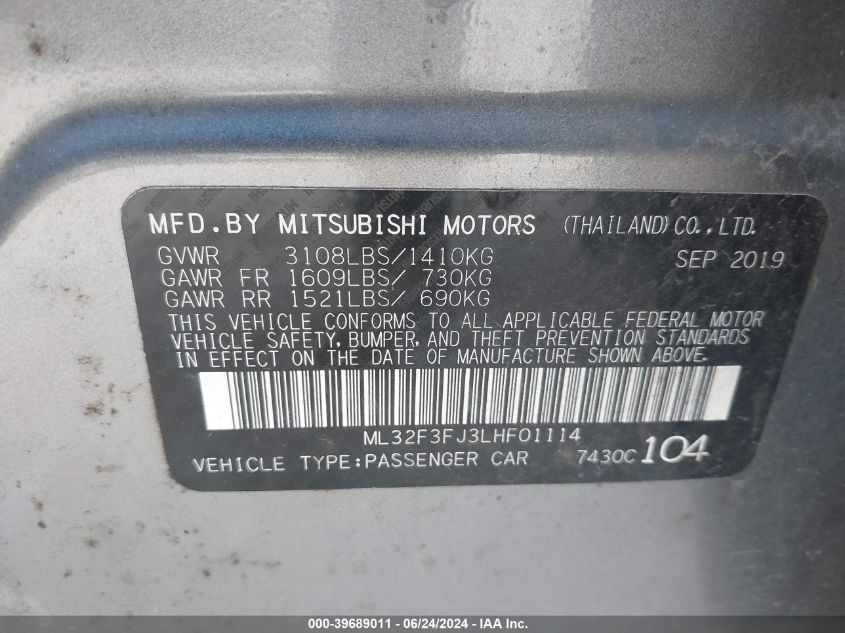 MFD.BY MITSUBISHI MOTORS (THAILAND)CO.,LTD.
GVWR 3108LBS/1410KG SEP 2019
GAWR FR 1609LBS/ 730KG
GAWR RR 1521LBS/ 690KG
THIS VEHICLE CONFORMS TO ALL APPLICABLE FEDERAL MOTOR
VEHICLE SAFETY, BUMPER, AND THEFT PREVENTION STANDARDS
IN EFFECT ON THE DATE OF MANUFACTURE SHOWN ABOVE.
ML32F3FJ3LHF01114
VEHICLE TYPE:PASSENGER CAR 7430C 104
000-39689011 - 06/24/2024 - IAA Inc.